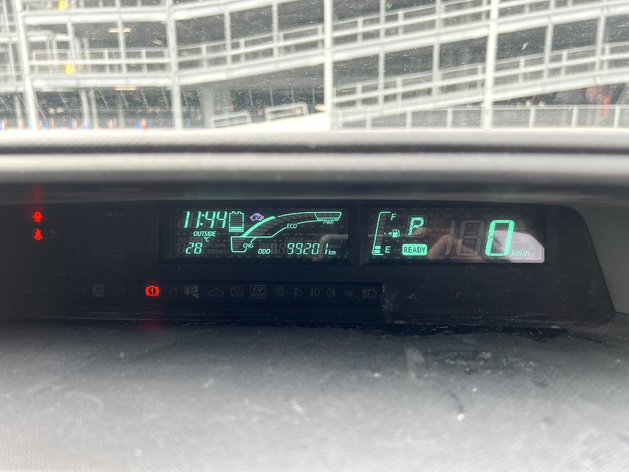 11:44
PWR
ECO
OUTSIDE
°C
28
CHG
ODO 99201 km
F
P
E
READY
0
km/h